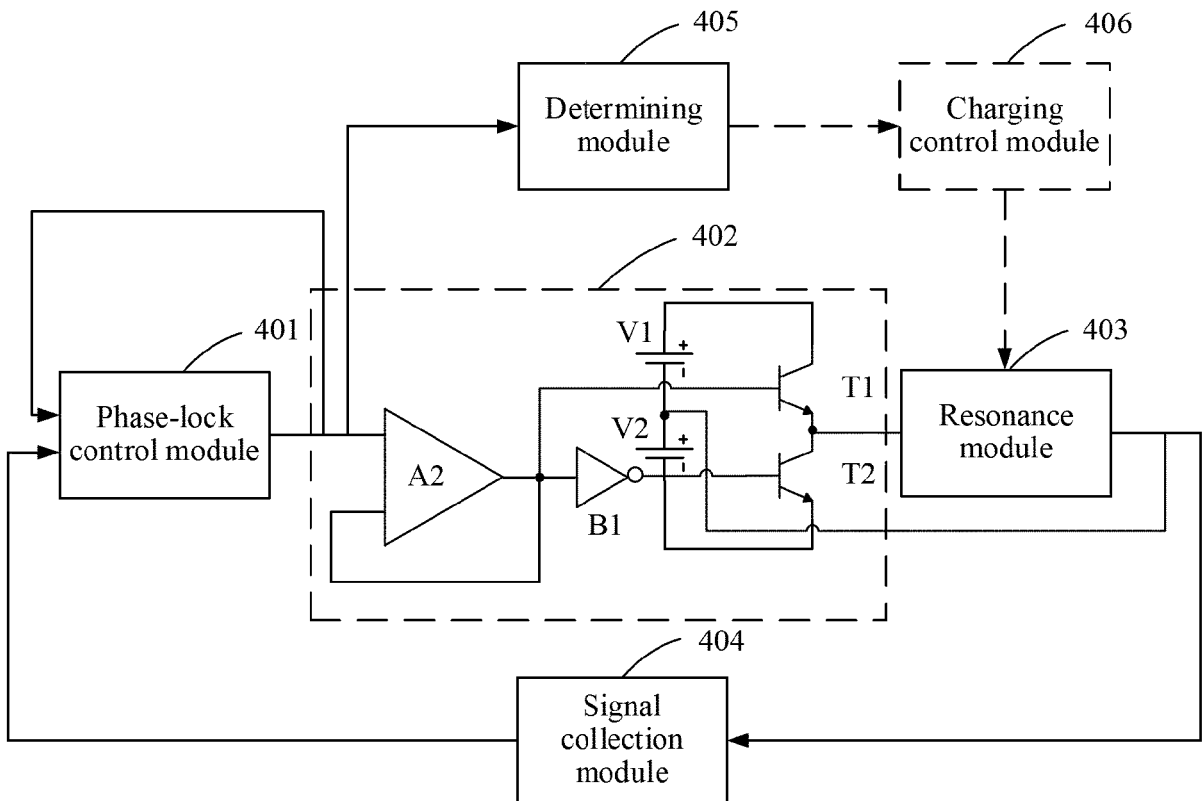 405
406
Determining
module
Charging
control module
402
401
403
V1
+
-
T1
Phase-lock
control module
Resonance
module
V2
+
-
A2
T2
B1
404
Signal
collection
module